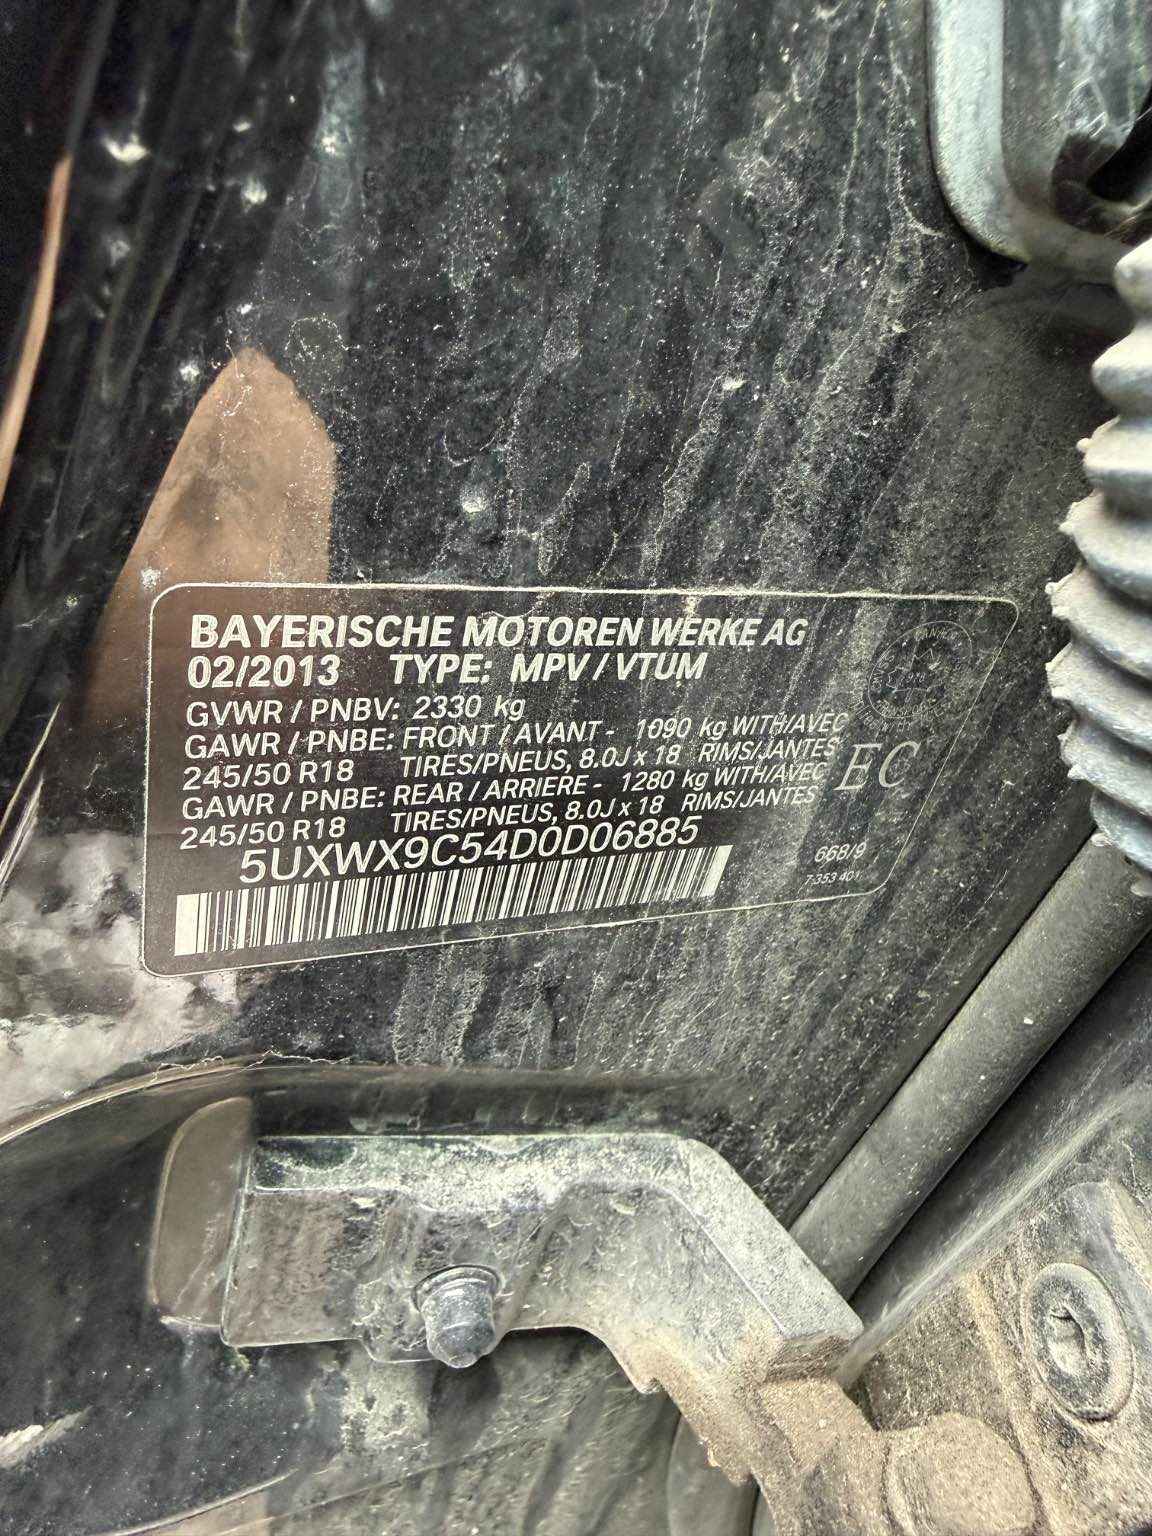 BAYERISCHE MOTOREN WERKE AG
02/2013 TYPE: MPV / VTUM
GVWR / PNBV: 2330 kg
GAWR / PNBE: FRONT / AVANT - 1090 kg WITH/AVEC
245/50 R18 TIRES/PNEUS, 8.0J x 18 RIMS/JANTES
GAWR / PNBE: REAR / ARRIERE - 1280 kg WITH/AVEC
245/50 R18 TIRES/PNEUS, 8.0J x 18 RIMS/JANTES
EC
5UXWX9C54D0D06885
668/9
7 353 401